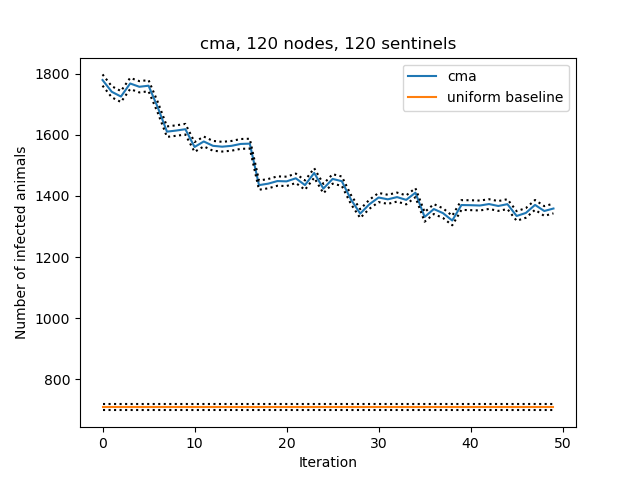 cma, 120 nodes, 120 sentinels
cma
uniform baseline
Number of infected animals
1800
1600
1400
1200
1000
800
0 10 20 30 40 50
Iteration